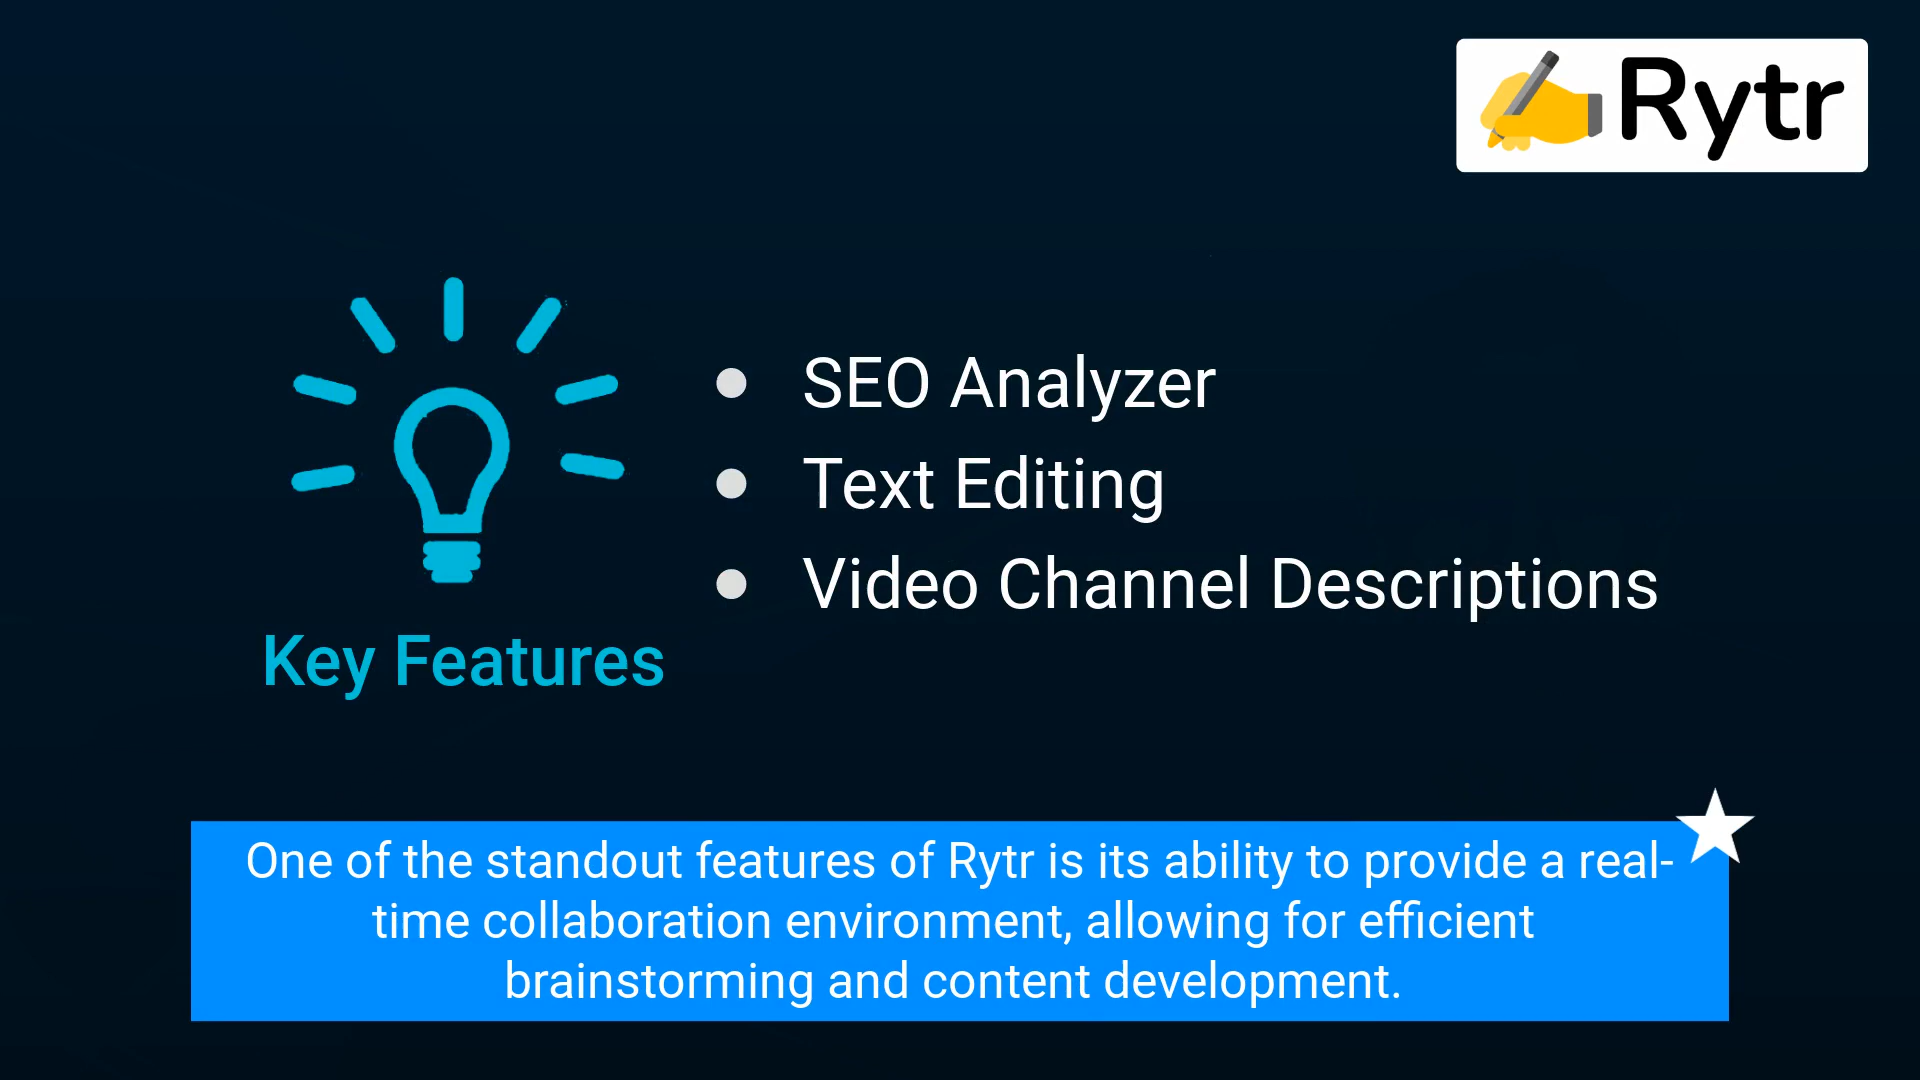 Rytr
SEO Analyzer
Text Editing
Video Channel Descriptions
Key Features
One of the standout features of Rytr is its ability to provide a real-
time collaboration environment, allowing for efficient
brainstorming and content development.